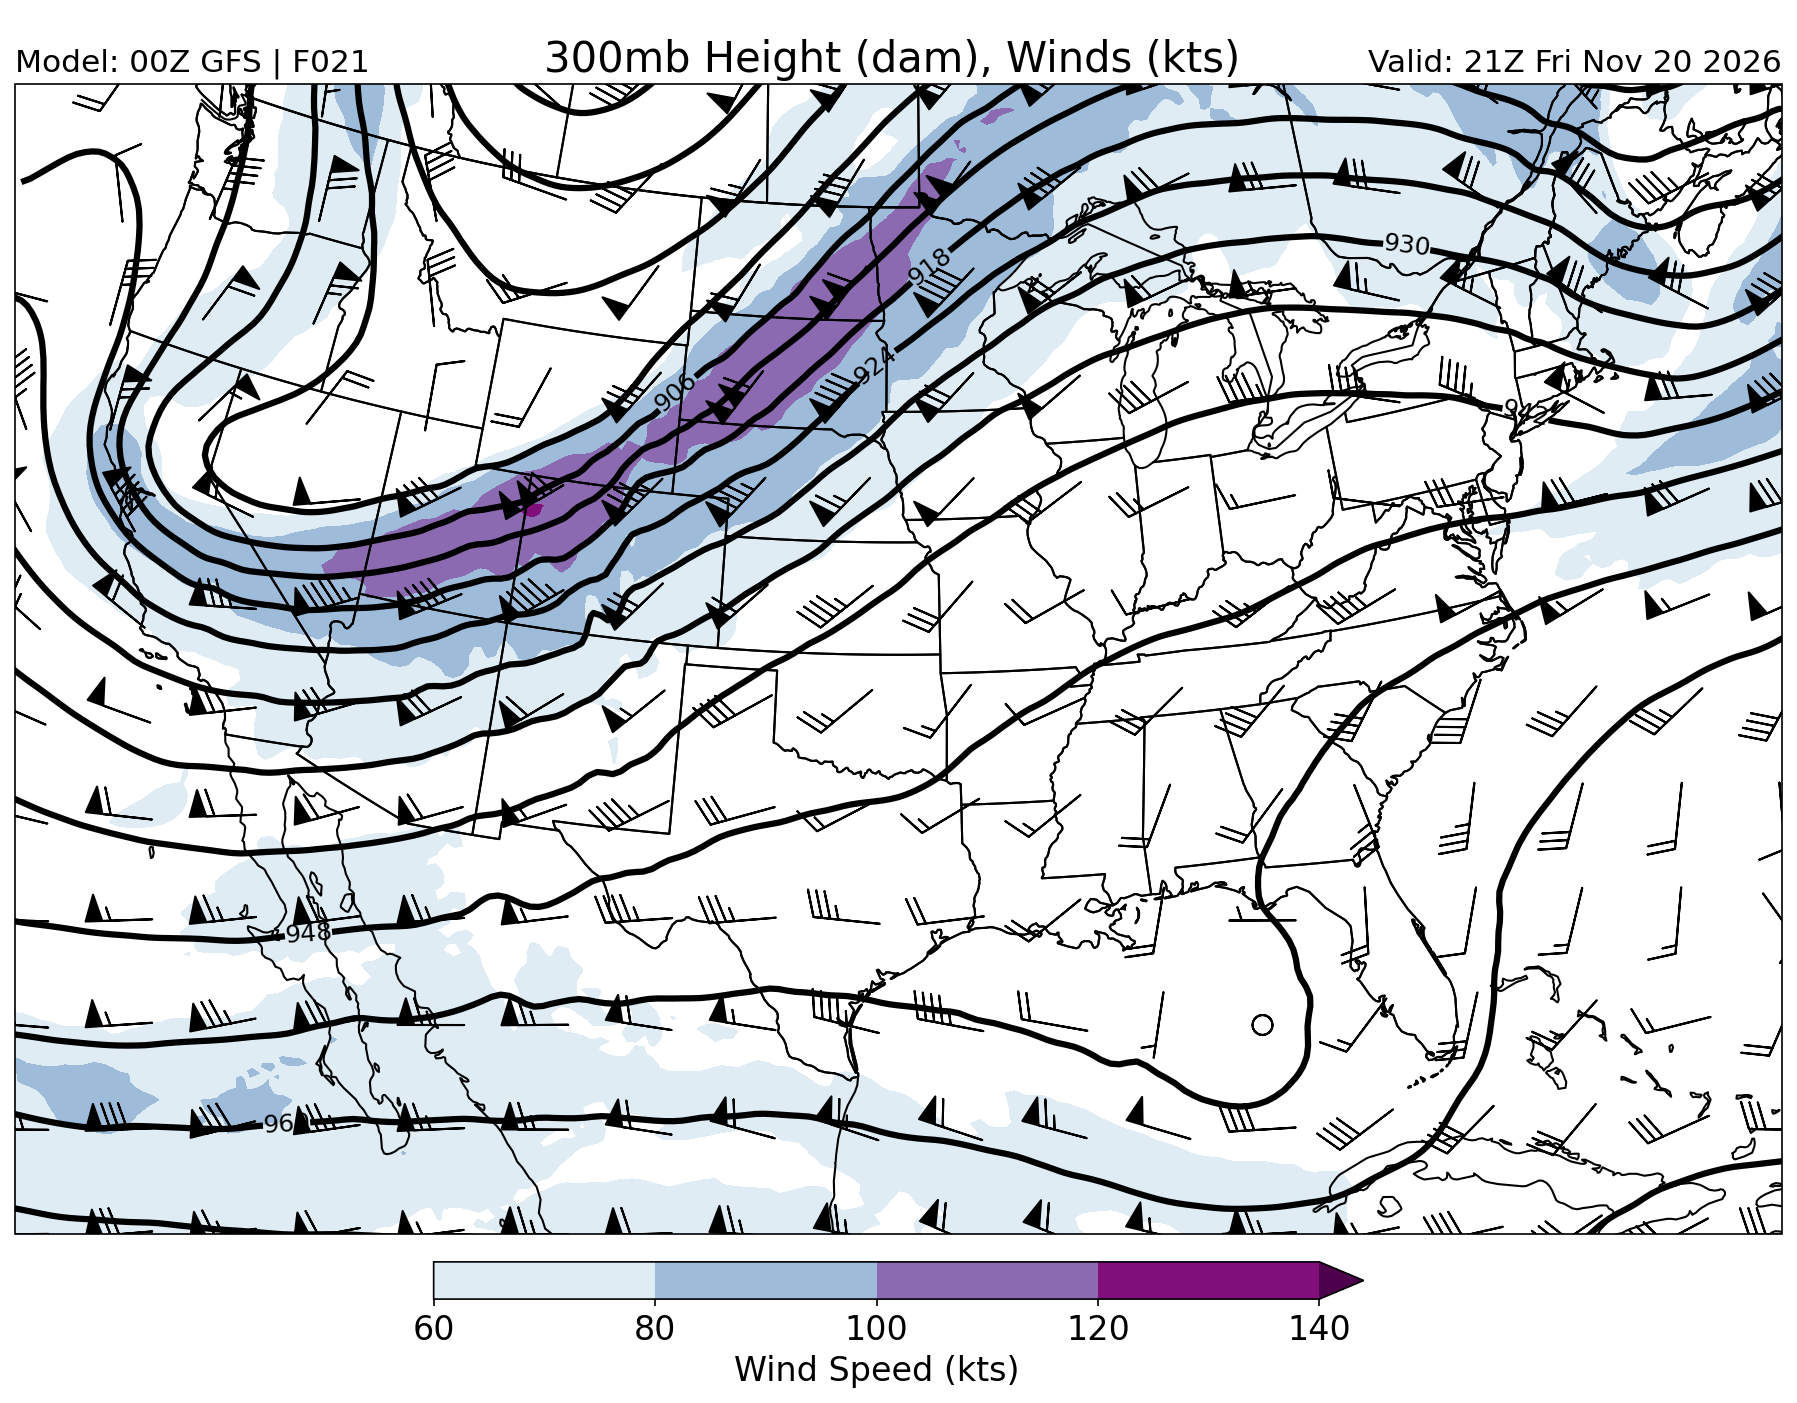 Model: 00Z GFS | F021
300mb Height (dam), Winds (kts)
Valid: 21Z Fri Nov 20 2026
930
918
924
906
948
60 80 100 120 140
Wind Speed (kts)